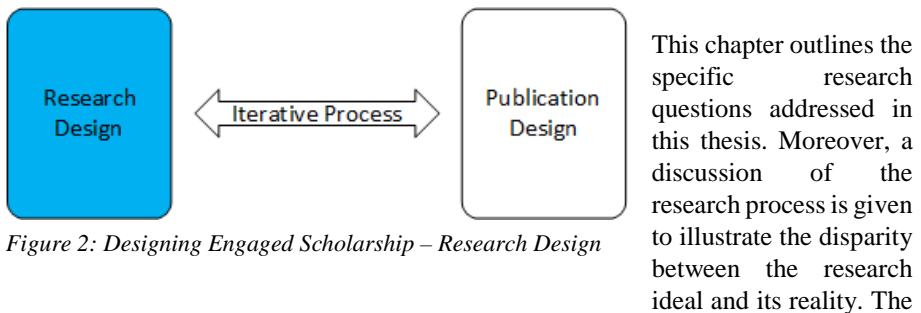 Research
Design
Iterative Process
Publication
Design
Figure 2: Designing Engaged Scholarship – Research Design
This chapter outlines the
specific research
questions addressed in
this thesis. Moreover, a
discussion of the
research process is given
to illustrate the disparity
between the research
ideal and its reality. The